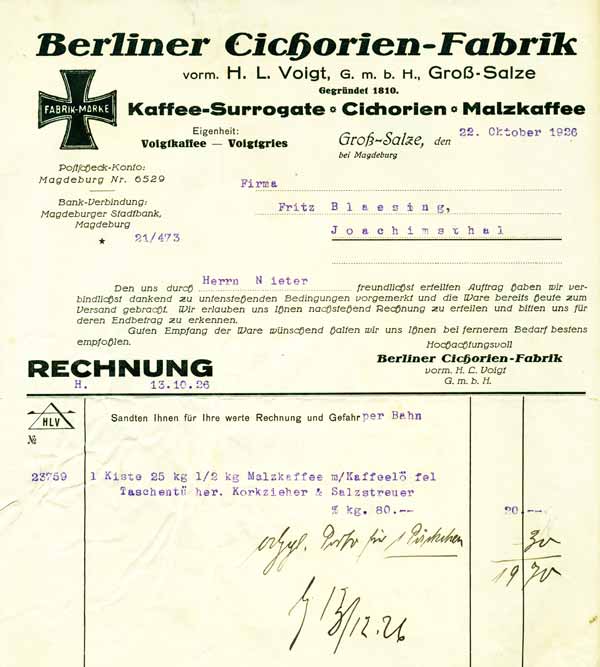 Berliner Cichorien-Fabrik
vorm. H. L. Voigt, G. m. b. H., Groß-Salze
Gegründet 1810.
FABRIK-MARKE
Kaffee-Surrogate ∘ Cichorien ∘ Malzkaffee
Eigenheit:
Voigtkaffee — Voigtgries
Groß-Salze, den 22. Oktober 1926
bei Magdeburg
Postscheck-Konto:
Magdeburg Nr. 6529
Bank-Verbindung:
Magdeburger Stadtbank,
Magdeburg
* 21/473
Firma
Fritz Blaesing,
Joachimsthal
Den uns durch Herrn Nieter freundlichst erteilten Auftrag haben wir ver-
bindlichst dankend zu untenstehenden Bedingungen vorgemerkt und die Ware bereits heute zum
Versand gebracht. Wir erlauben uns Ihnen nachstehend Rechnung zu erteilen und bitten uns für
deren Endbetrag zu erkennen.
Guten Empfang der Ware wünschend halten wir uns Ihnen bei fernerem Bedarf bestens
empfohlen.
Hochachtungsvoll
Berliner Cichorien-Fabrik
vorm. H. L. Voigt
G. m. b. H.
RECHNUNG
H. 13.10.26
HLV
№
Sandten Ihnen für Ihre werte Rechnung und Gefahr per Bahn
23759 1 Kiste 25 kg 1/2 kg Malzkaffee m/Kaffeelö fel
Taschentü her. Korkzieher & Salzstreuer
% kg. 80.-- 20.--
Porto für 1 Päckchen 30
19 70
12.26